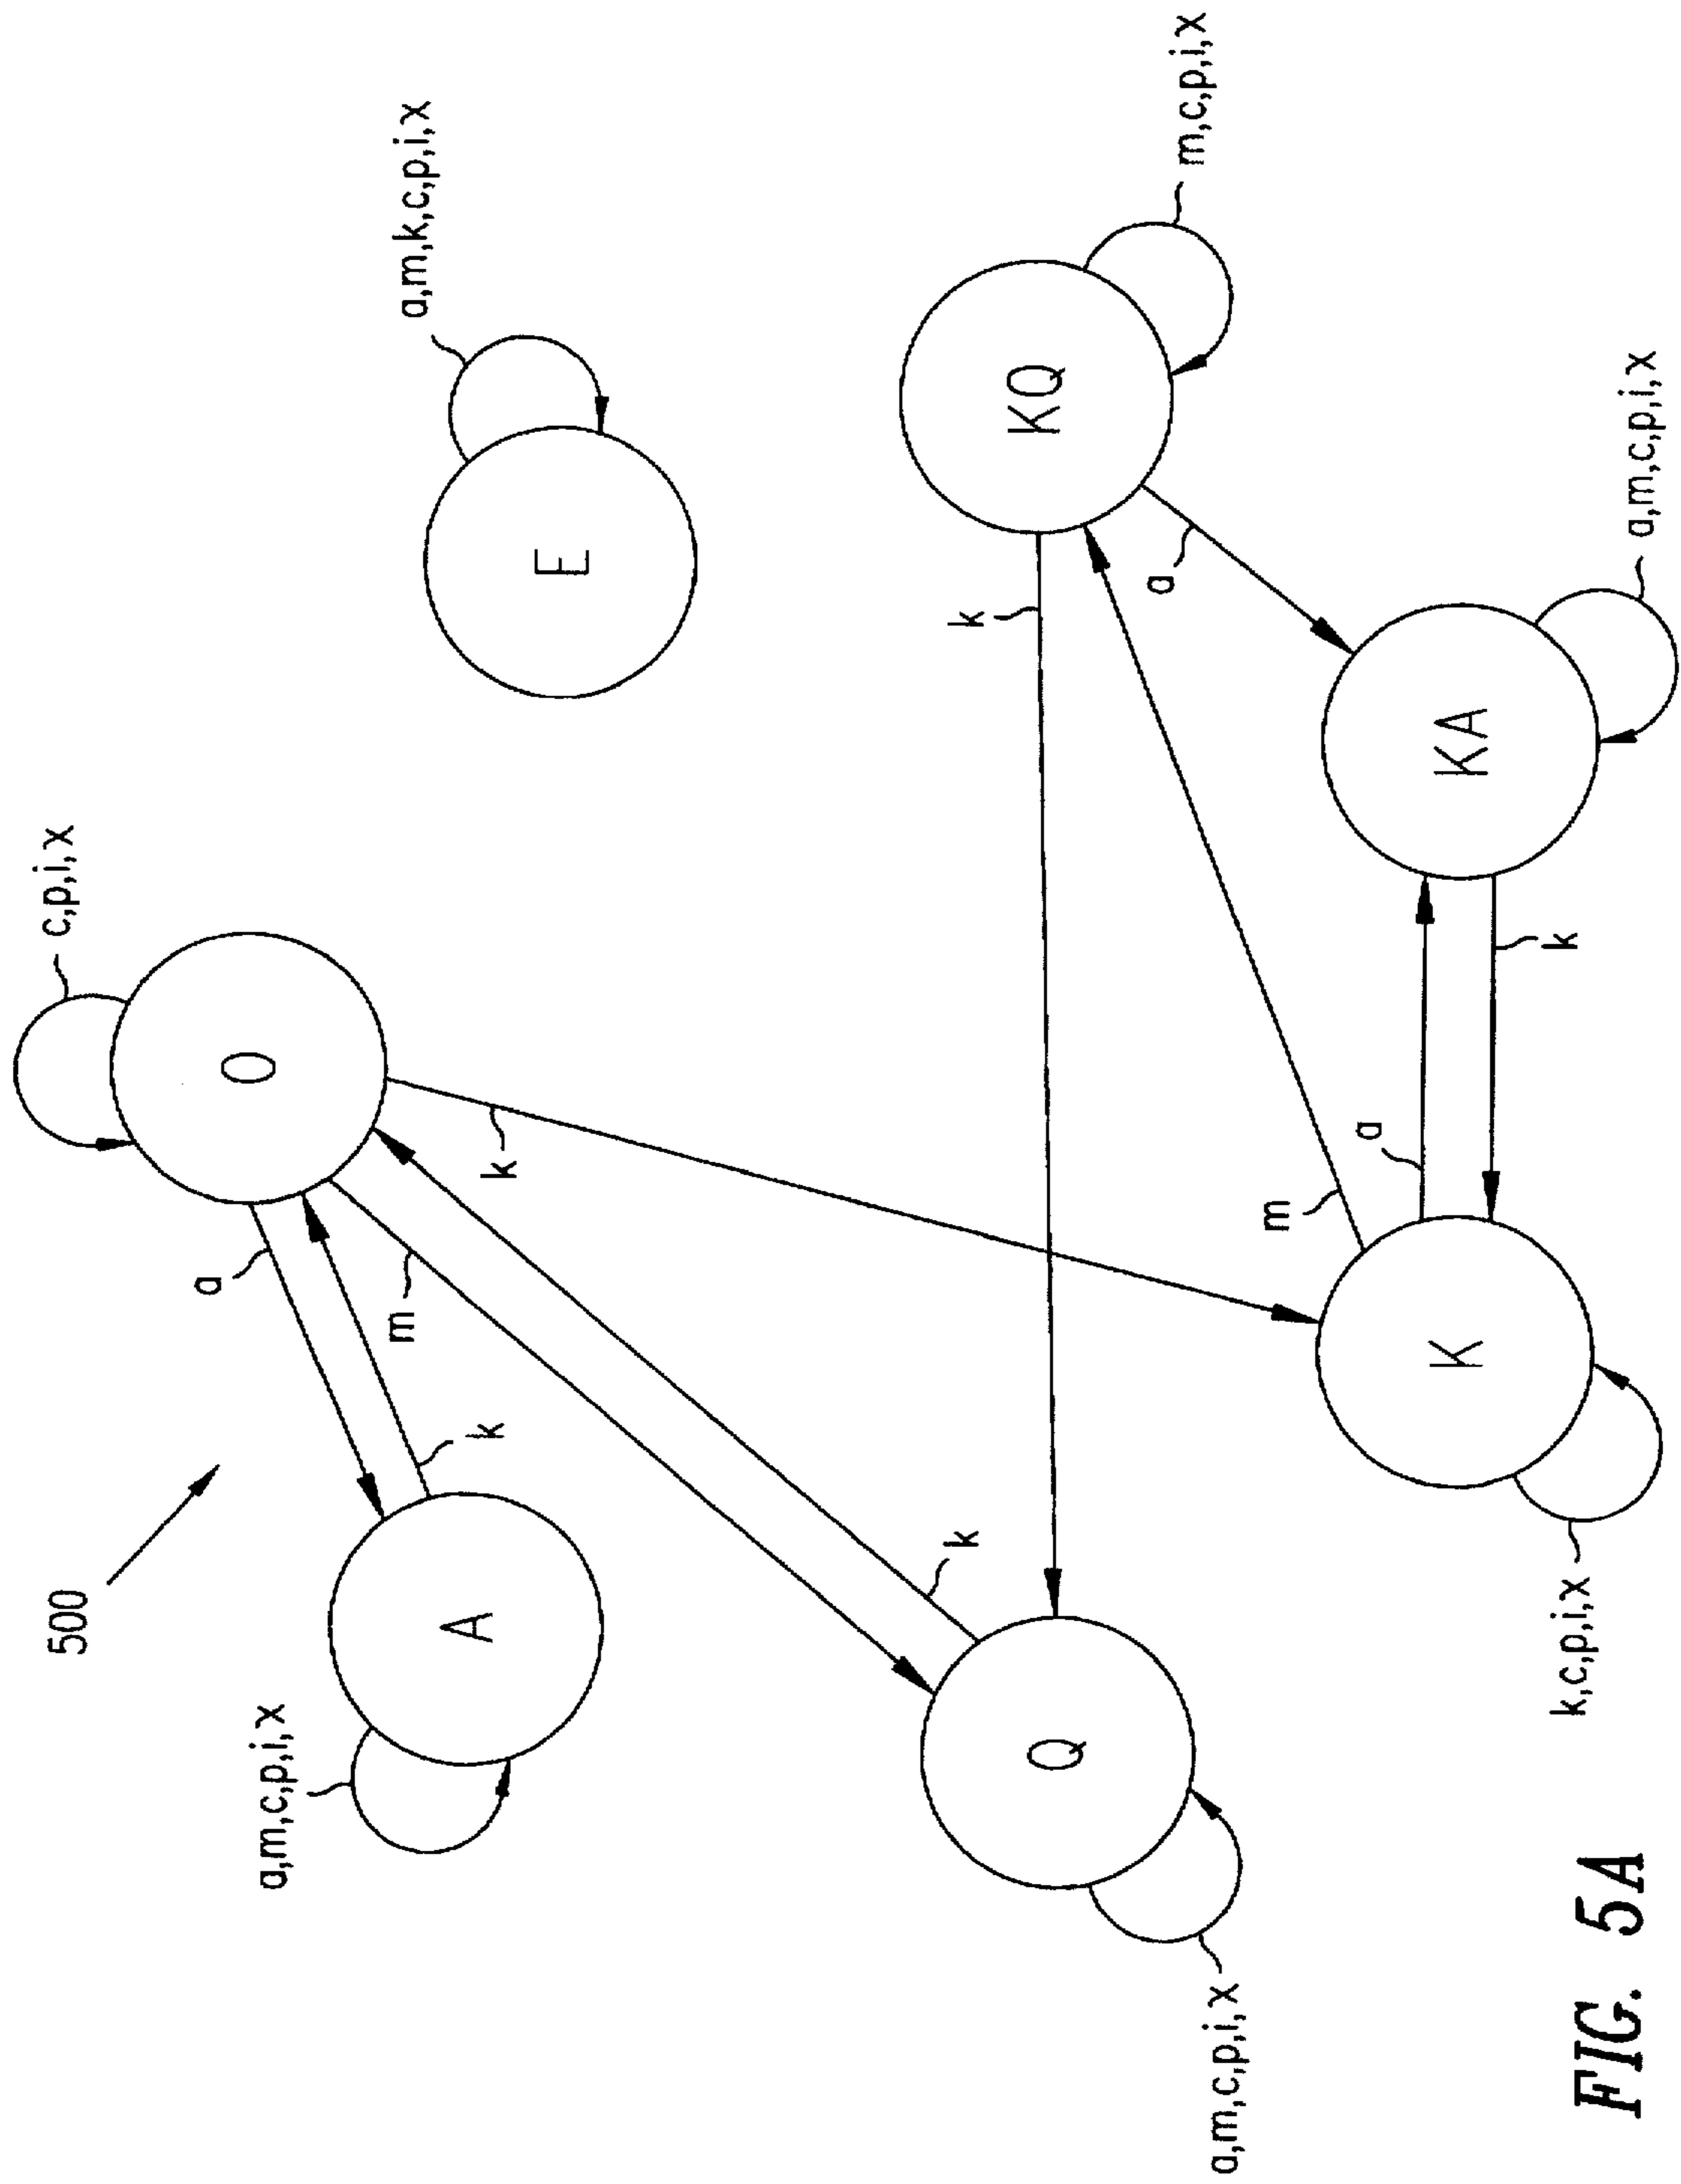 500
c,p,i,x
a
O
a,m,c,p,i,x
m
a,m,k,c,p,i,x
A
k
k
E
k
k
Q
KQ
a
m,c,p,i,x
a,m,c,p,i,x
m
a
K
KA
k
k,c,p,i,x
a,m,c,p,i,x
FIG. 5A